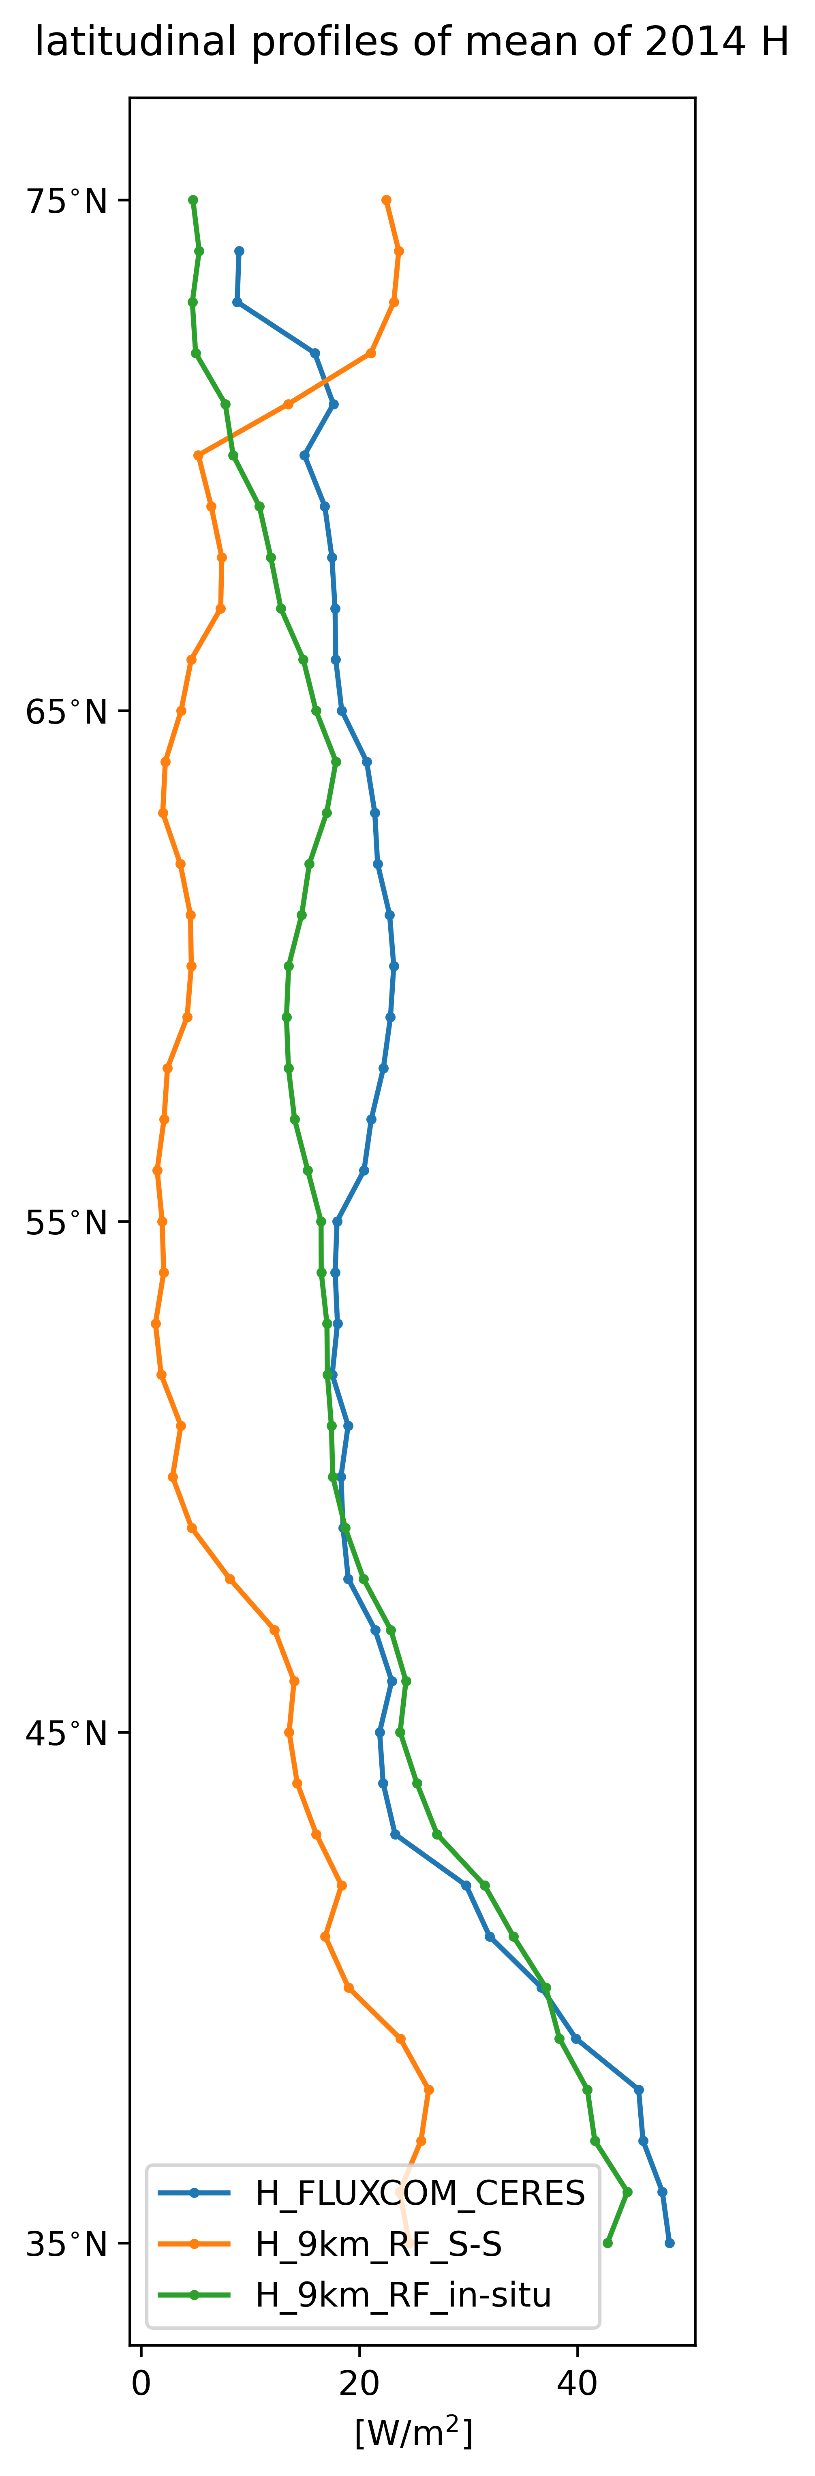 latitudinal profiles of mean of 2014 H
75°N
65°N
55°N
45°N
35°N
H_FLUXCOM_CERES
H_9km_RF_S-S
H_9km_RF_in-situ
0 20 40
[W/m²]